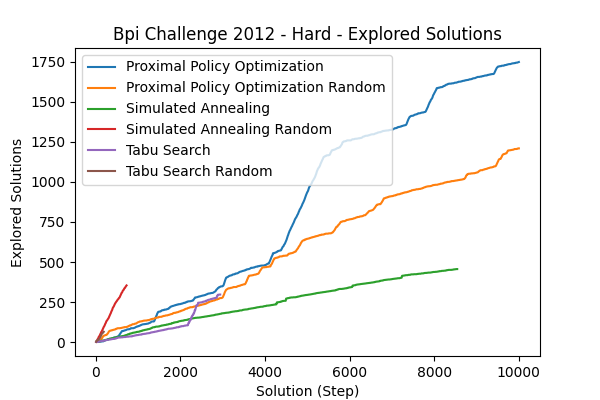 Bpi Challenge 2012 - Hard - Explored Solutions
Proximal Policy Optimization
Proximal Policy Optimization Random
Simulated Annealing
Simulated Annealing Random
Tabu Search
Tabu Search Random
Explored Solutions
1750
1500
1250
1000
750
500
250
0
0 2000 4000 6000 8000 10000
Solution (Step)